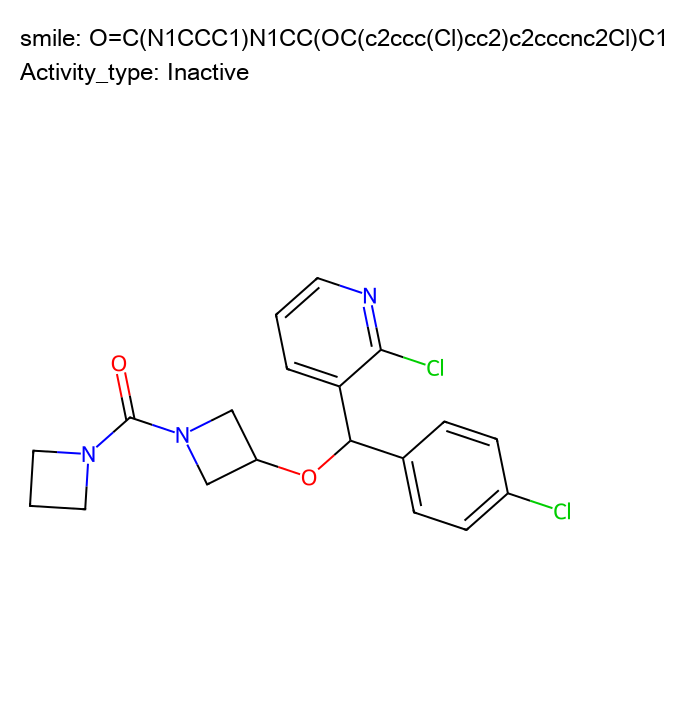 smile: O=C(N1CCC1)N1CC(OC(c2ccc(Cl)cc2)c2cccnc2Cl)C1
Activity_type: Inactive
N
O
Cl
N
N
O
Cl